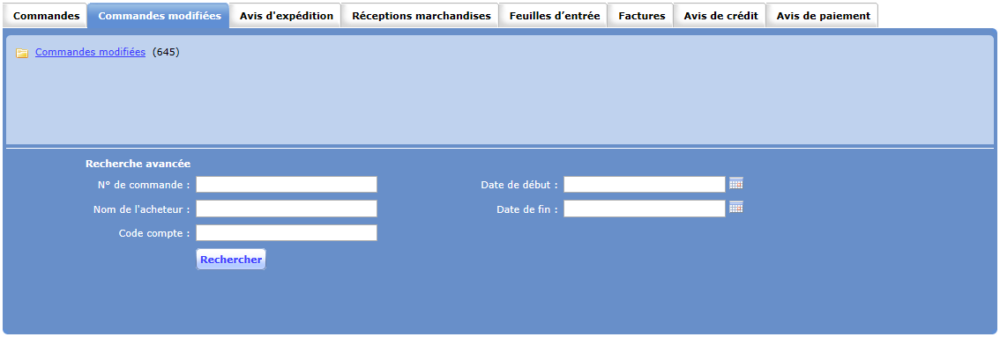 Commandes Commandes modifiées Avis d'expédition Réceptions marchandises Feuilles d’entrée Factures Avis de crédit Avis de paiement
Commandes modifiées (645)
Recherche avancée
N° de commande : Date de début :
Nom de l'acheteur : Date de fin :
Code compte :
Rechercher